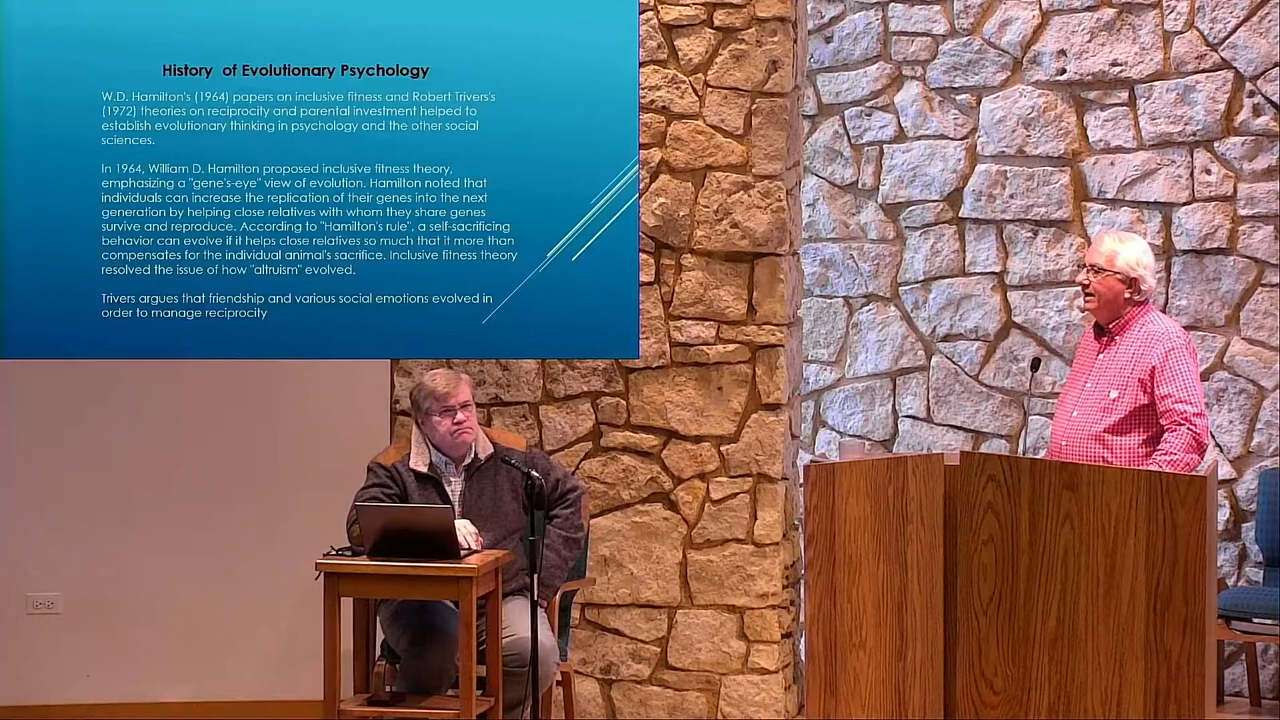 History of Evolutionary Psychology
W.D. Hamilton's (1964) papers on inclusive fitness and Robert Trivers's
(1972) theories on reciprocity and parental investment helped to
establish evolutionary thinking in psychology and the other social
sciences.
In 1964, William D. Hamilton proposed inclusive fitness theory,
emphasizing a "gene's-eye" view of evolution. Hamilton noted that
individuals can increase the replication of their genes into the next
generation by helping close relatives with whom they share genes
survive and reproduce. According to "Hamilton's rule", a self-sacrificing
behavior can evolve if it helps close relatives so much that it more than
compensates for the individual animal's sacrifice. Inclusive fitness theory
resolved the issue of how "altruism" evolved.
Trivers argues that friendship and various social emotions evolved in
order to manage reciprocity